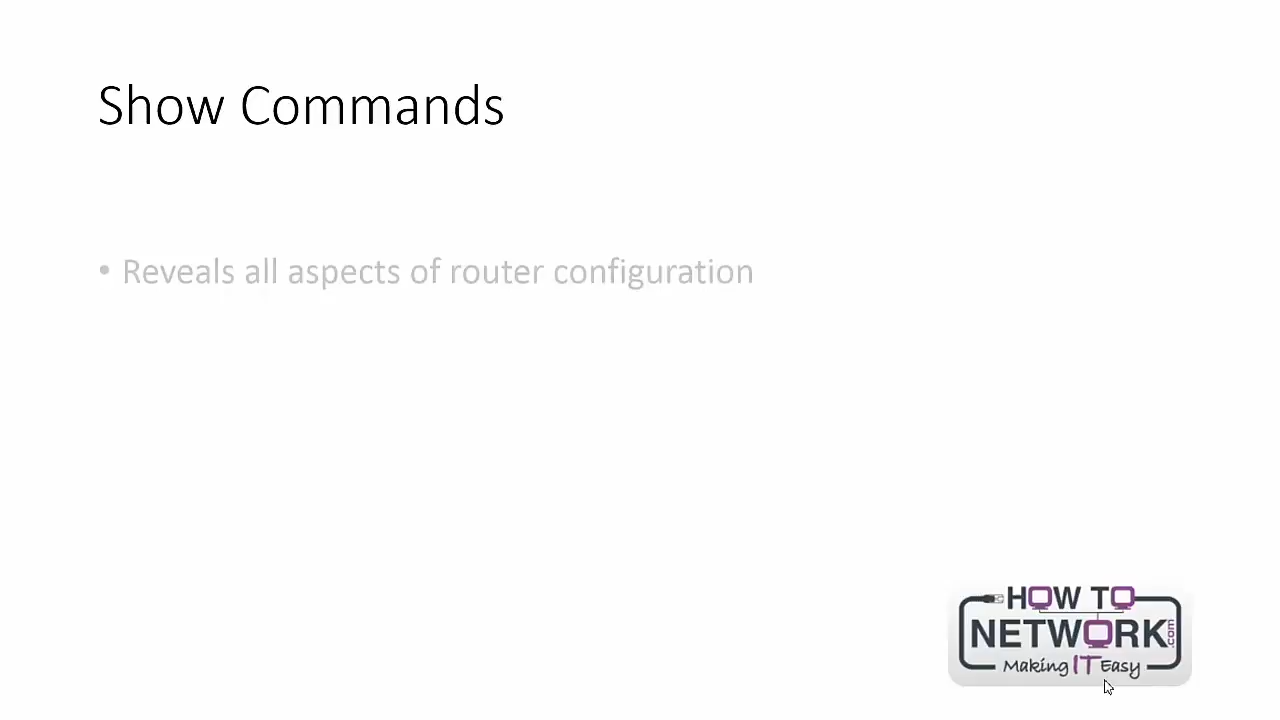 Show Commands
• Reveals all aspects of router configuration
HOW TO
NETWORK.com
Making IT Easy